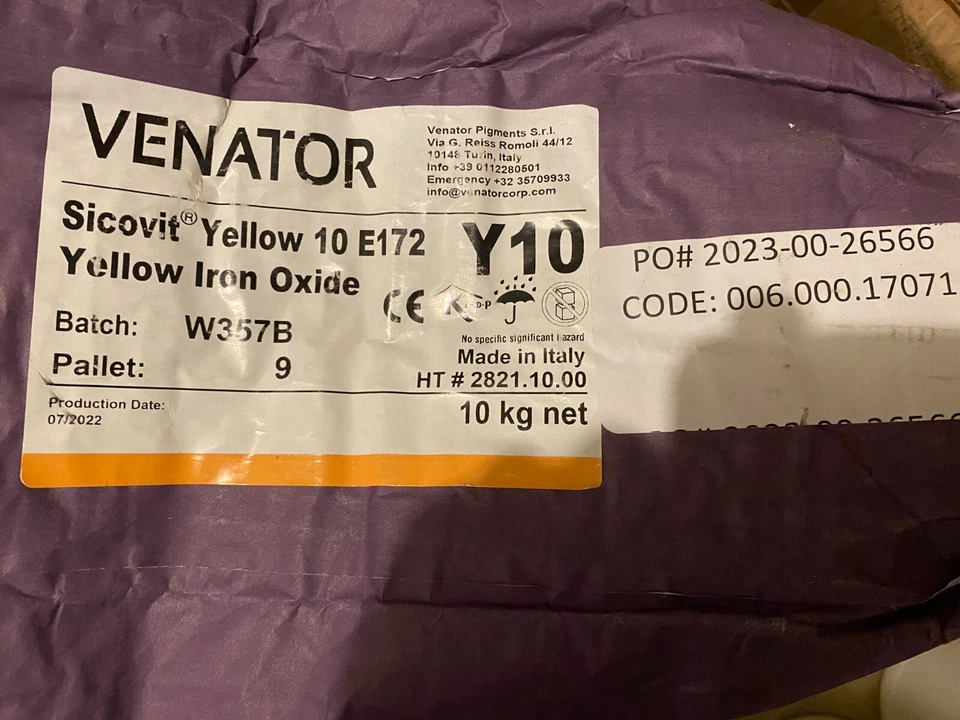 VENATOR
Venator Pigments S.r.l.
Via G. Reiss Romoli 44/12
10148 Turin, Italy
Info +39 0112280501
Emergency +32 35709933
info@venatorcorp.com
Sicovit® Yellow 10 E172
Yellow Iron Oxide
Y10
CE
Batch: W357B
Pallet: 9
No specific significant hazard
Made in Italy
HT # 2821.10.00
Production Date:
07/2022
10 kg net
PO# 2023-00-26566
CODE: 006.000.17071